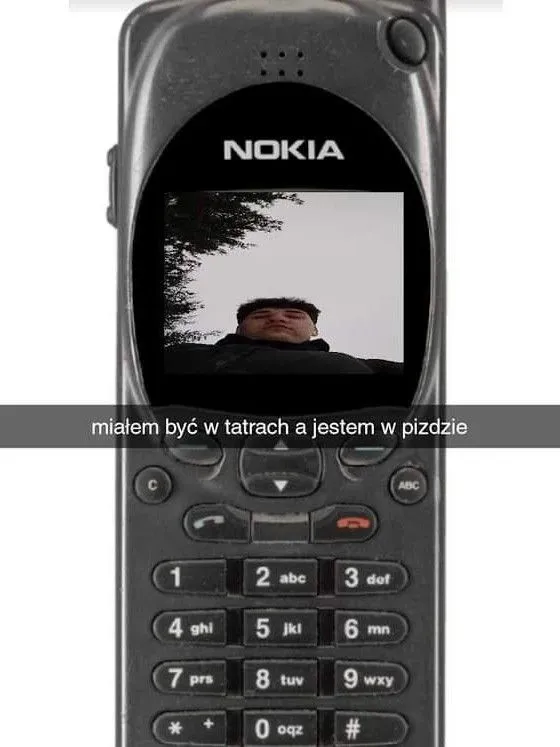 NOKIA
miałem być w tatrach a jestem w pizdzie
C
ABC
1 2 abc 3 def
4 ghi 5 jkl 6 mn
7 prs 8 tuv 9 wxy
* + 0 oqz #